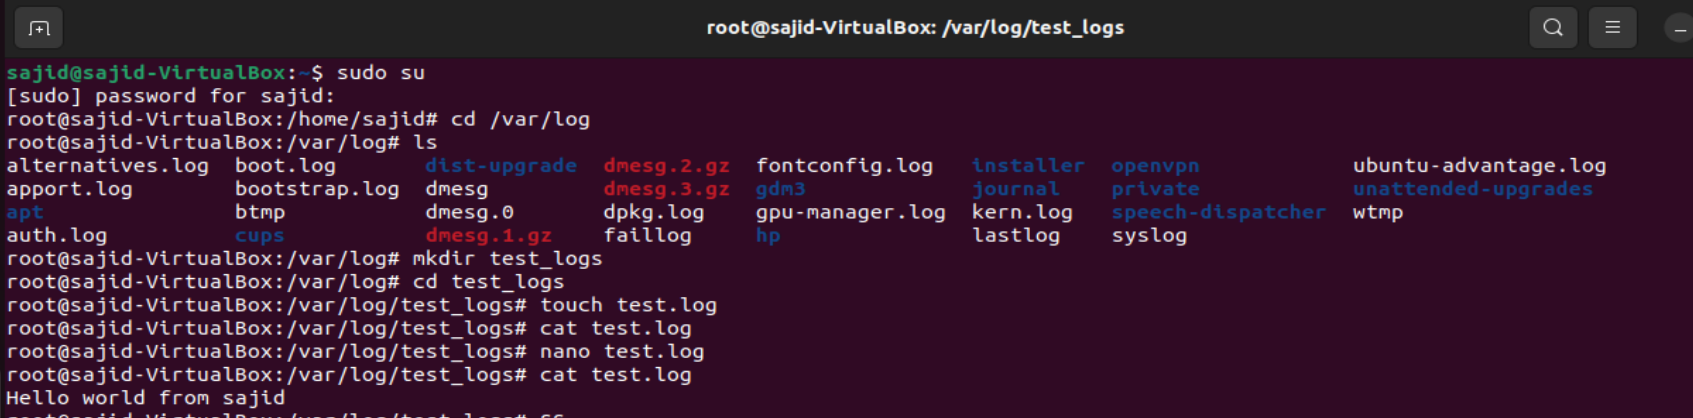 root@sajid-VirtualBox: /var/log/test_logs
sajid@sajid-VirtualBox:~$ sudo su
[sudo] password for sajid:
root@sajid-VirtualBox:/home/sajid# cd /var/log
root@sajid-VirtualBox:/var/log# ls
alternatives.log boot.log dist-upgrade dmesg.2.gz fontconfig.log installer openvpn ubuntu-advantage.log
apport.log bootstrap.log dmesg dmesg.3.gz gdm3 journal private unattended-upgrades
apt btmp dmesg.0 dpkg.log gpu-manager.log kern.log speech-dispatcher wtmp
auth.log cups dmesg.1.gz faillog hp lastlog syslog
root@sajid-VirtualBox:/var/log# mkdir test_logs
root@sajid-VirtualBox:/var/log# cd test_logs
root@sajid-VirtualBox:/var/log/test_logs# touch test.log
root@sajid-VirtualBox:/var/log/test_logs# cat test.log
root@sajid-VirtualBox:/var/log/test_logs# nano test.log
root@sajid-VirtualBox:/var/log/test_logs# cat test.log
Hello world from sajid
root@sajid-VirtualBox:/var/log/test_logs#